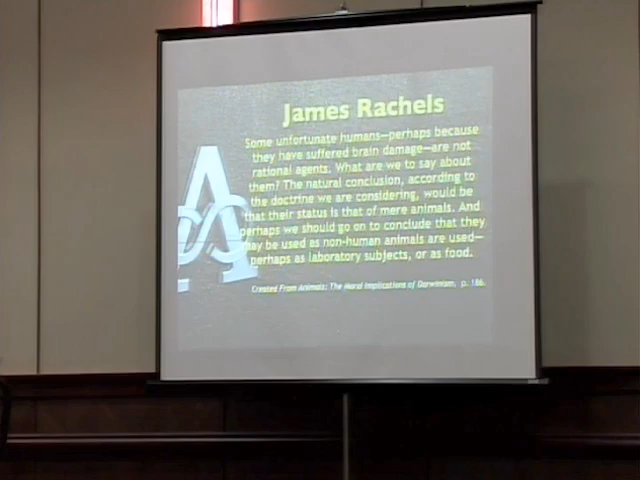 James Rachels
Some unfortunate humans—perhaps because
they have suffered brain damage—are not
rational agents. What are we to say about
them? The natural conclusion, according to
the doctrine we are considering, would be
that their status is that of mere animals. And
perhaps we should go on to conclude that they
may be used as non-human animals are used—
perhaps as laboratory subjects, or as food.
Created From Animals: The Moral Implications of Darwinism, p. 186.
A